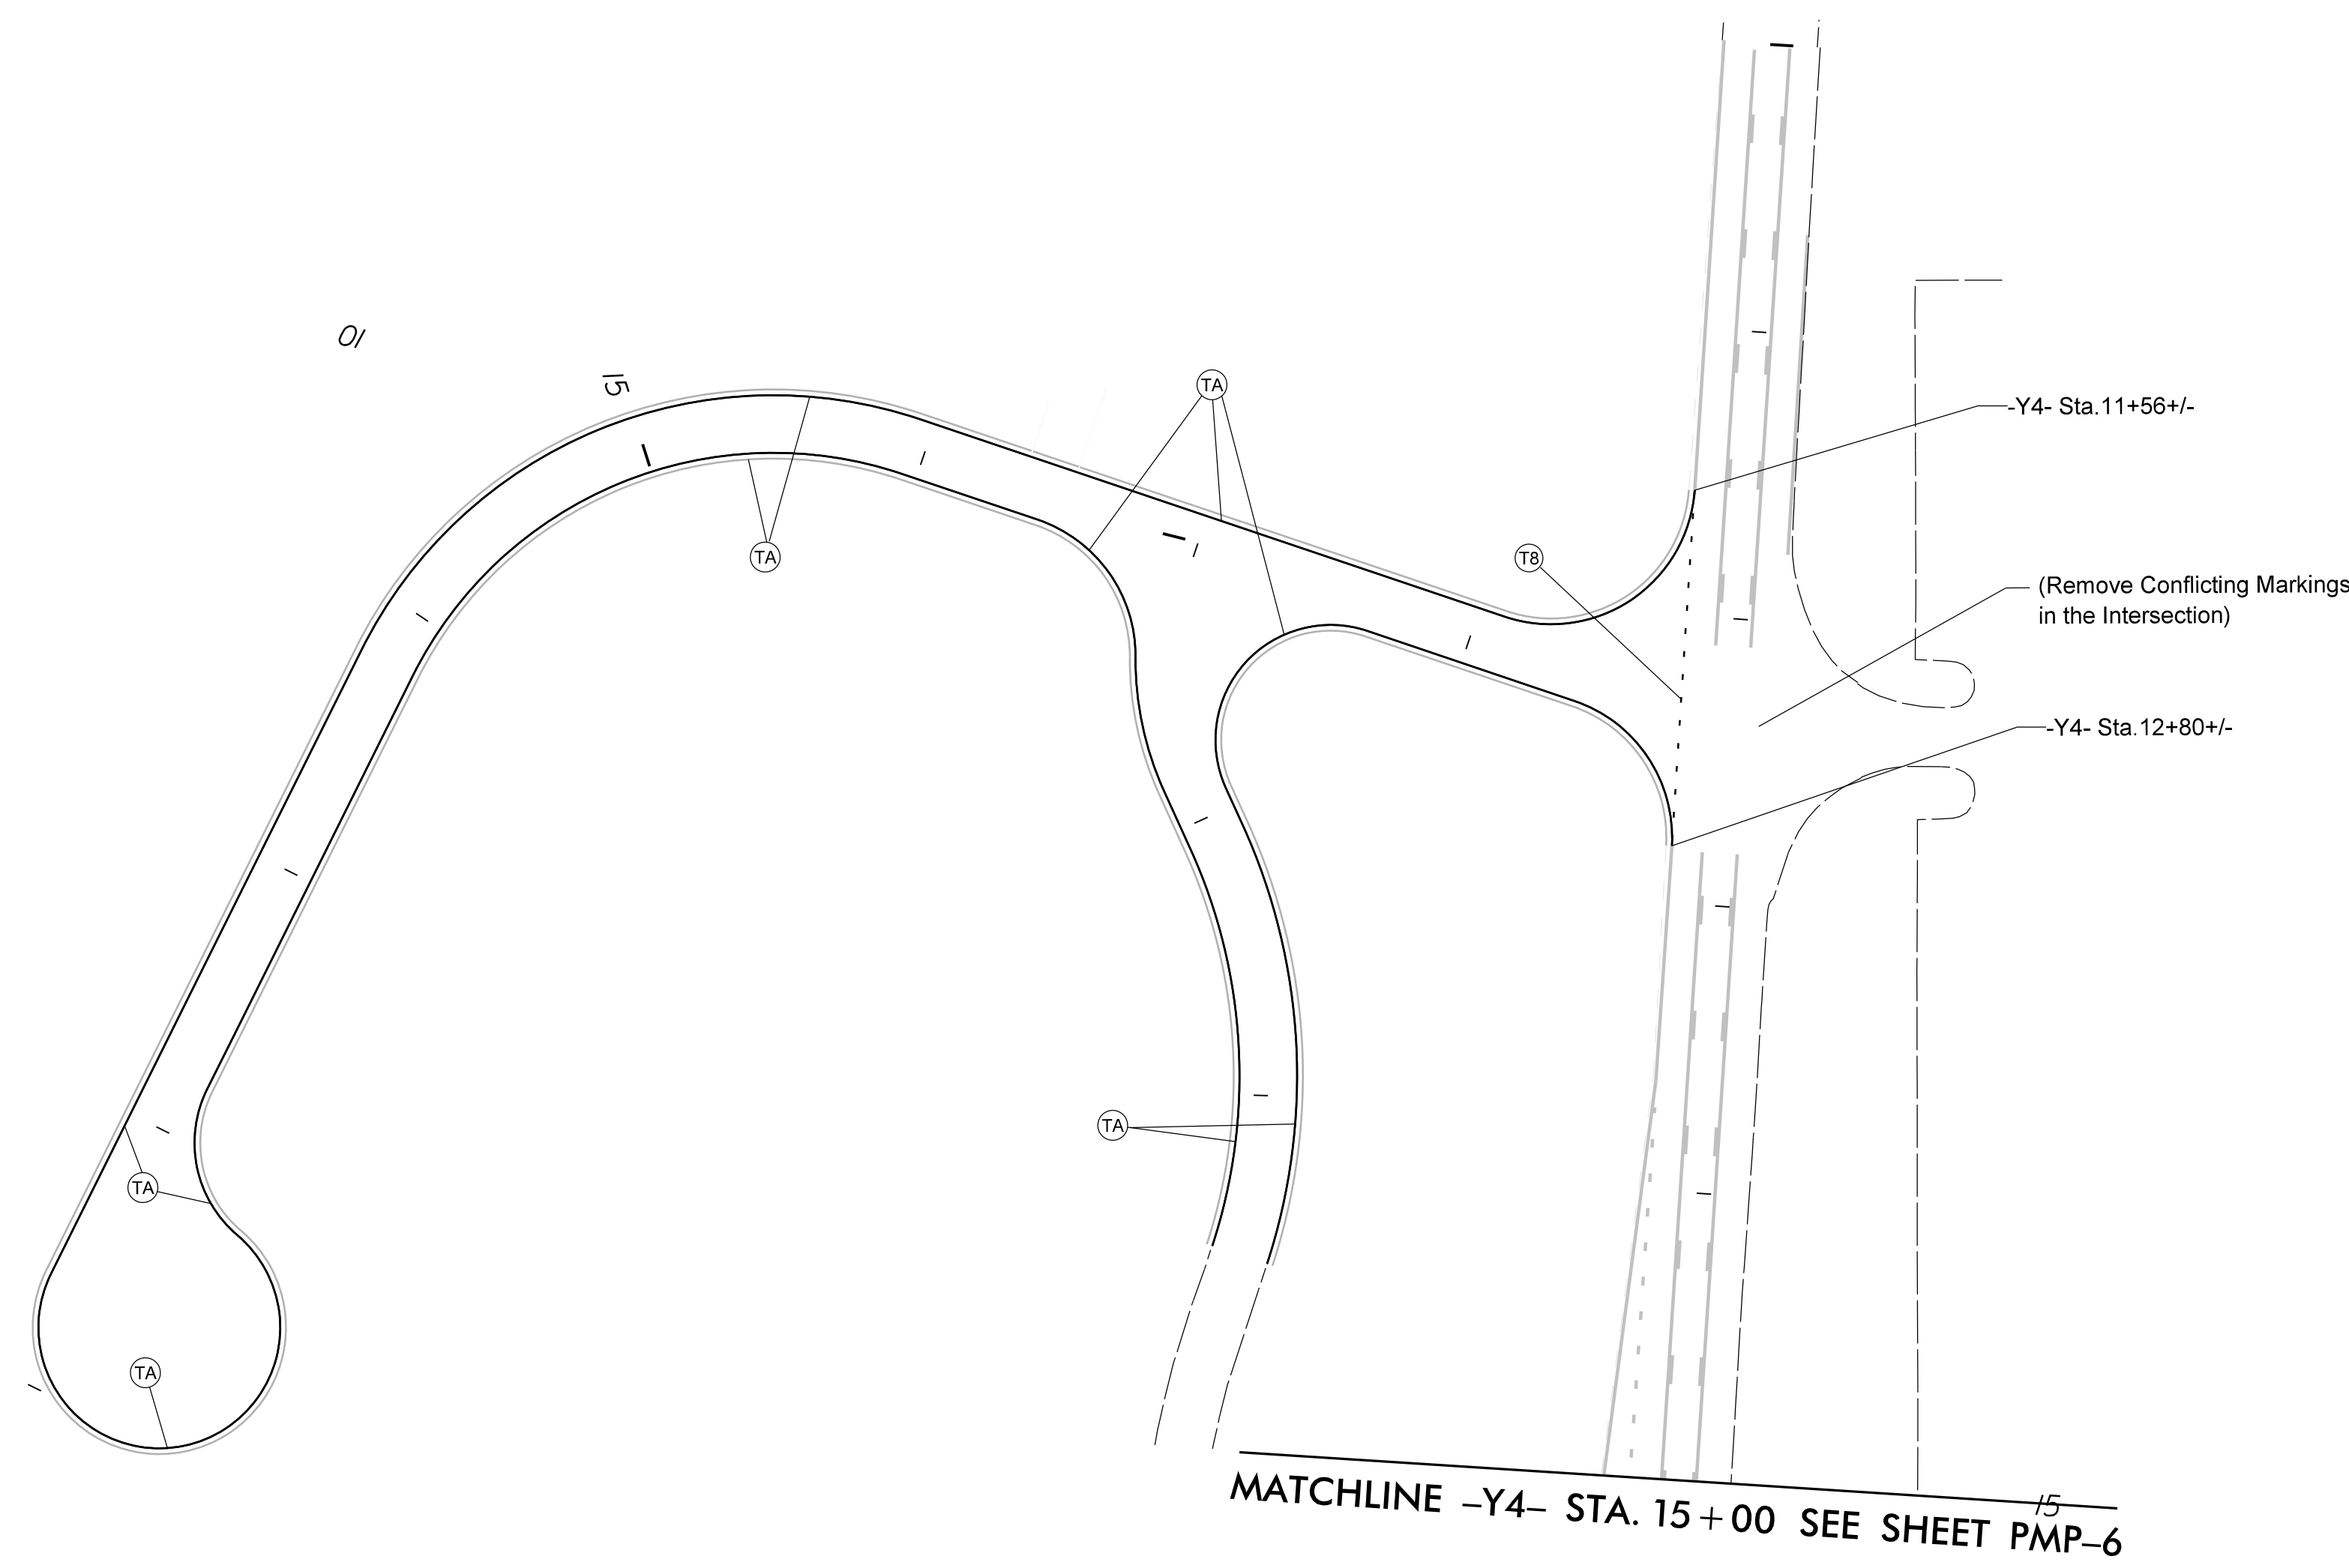 10
15
TA
-Y4- Sta.11+56+/-
TA
T8
(Remove Conflicting Markings
in the Intersection)
-Y4- Sta.12+80+/-
TA
TA
TA
15
MATCHLINE -Y4- STA. 15+00 SEE SHEET PMP-6